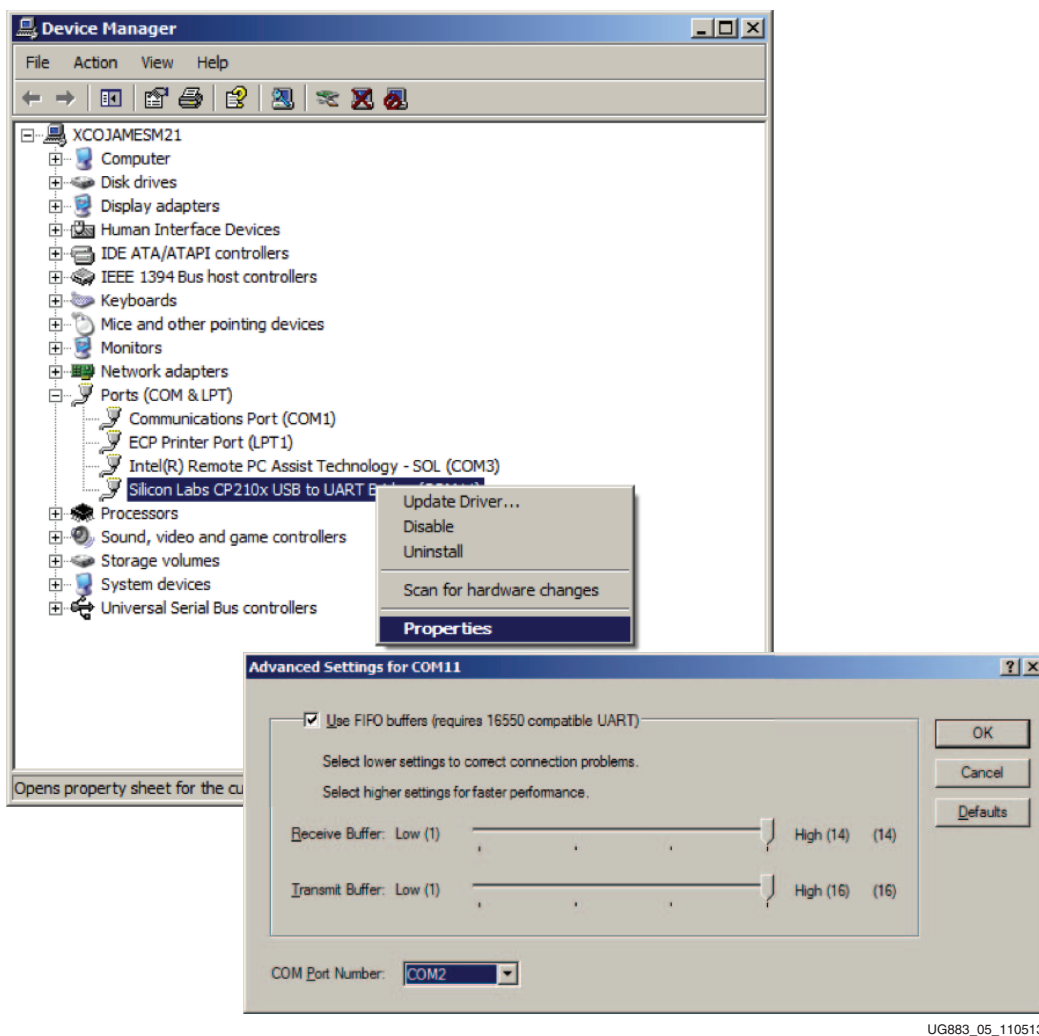 Device Manager
File Action View Help
XCOJAMESM21
Computer
Disk drives
Display adapters
Human Interface Devices
IDE ATA/ATAPI controllers
IEEE 1394 Bus host controllers
Keyboards
Mice and other pointing devices
Monitors
Network adapters
Ports (COM & LPT)
Communications Port (COM1)
ECP Printer Port (LPT1)
Intel(R) Remote PC Assist Technology - SOL (COM3)
Silicon Labs CP210x USB to UART
Processors
Sound, video and game controllers
Storage volumes
System devices
Universal Serial Bus controllers
Update Driver...
Disable
Uninstall
Scan for hardware changes
Properties
Opens property sheet for the
Advanced Settings for COM11
Use FIFO buffers (requires 16550 compatible UART)
Select lower settings to correct connection problems.
Select higher settings for faster performance.
Receive Buffer: Low (1) High (14) (14)
Transmit Buffer: Low (1) High (16) (16)
COM Port Number: COM2
OK
Cancel
Defaults
UG883_05_110513